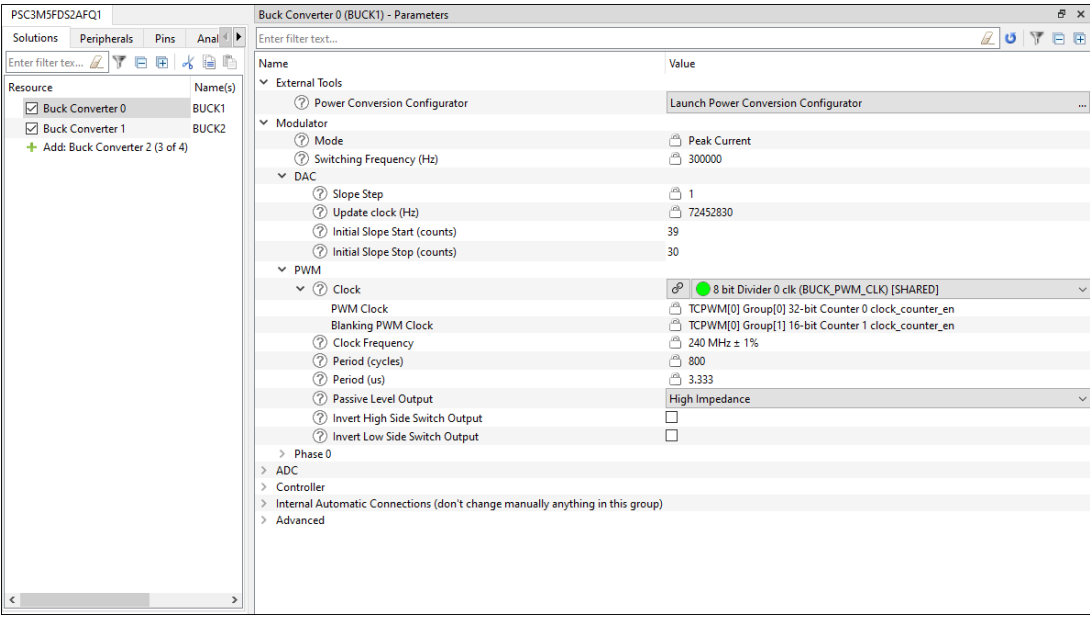 PSC3M5FDS2AFQ1
Solutions Peripherals Pins Anal
Enter filter tex...
Resource Name(s)
Buck Converter 0 BUCK1
Buck Converter 1 BUCK2
Add: Buck Converter 2 (3 of 4)
Buck Converter 0 (BUCK1) - Parameters
Enter filter text...
Name Value
External Tools
Power Conversion Configurator Launch Power Conversion Configurator ...
Modulator
Mode Peak Current
Switching Frequency (Hz) 300000
DAC
Slope Step 1
Update clock (Hz) 72452830
Initial Slope Start (counts) 39
Initial Slope Stop (counts) 30
PWM
Clock 8 bit Divider 0 clk (BUCK_PWM_CLK) [SHARED]
PWM Clock TCPWM[0] Group[0] 32-bit Counter 0 clock_counter_en
Blanking PWM Clock TCPWM[0] Group[1] 16-bit Counter 1 clock_counter_en
Clock Frequency 240 MHz ± 1%
Period (cycles) 800
Period (us) 3.333
Passive Level Output High Impedance
Invert High Side Switch Output
Invert Low Side Switch Output
Phase 0
ADC
Controller
Internal Automatic Connections (don't change manually anything in this group)
Advanced